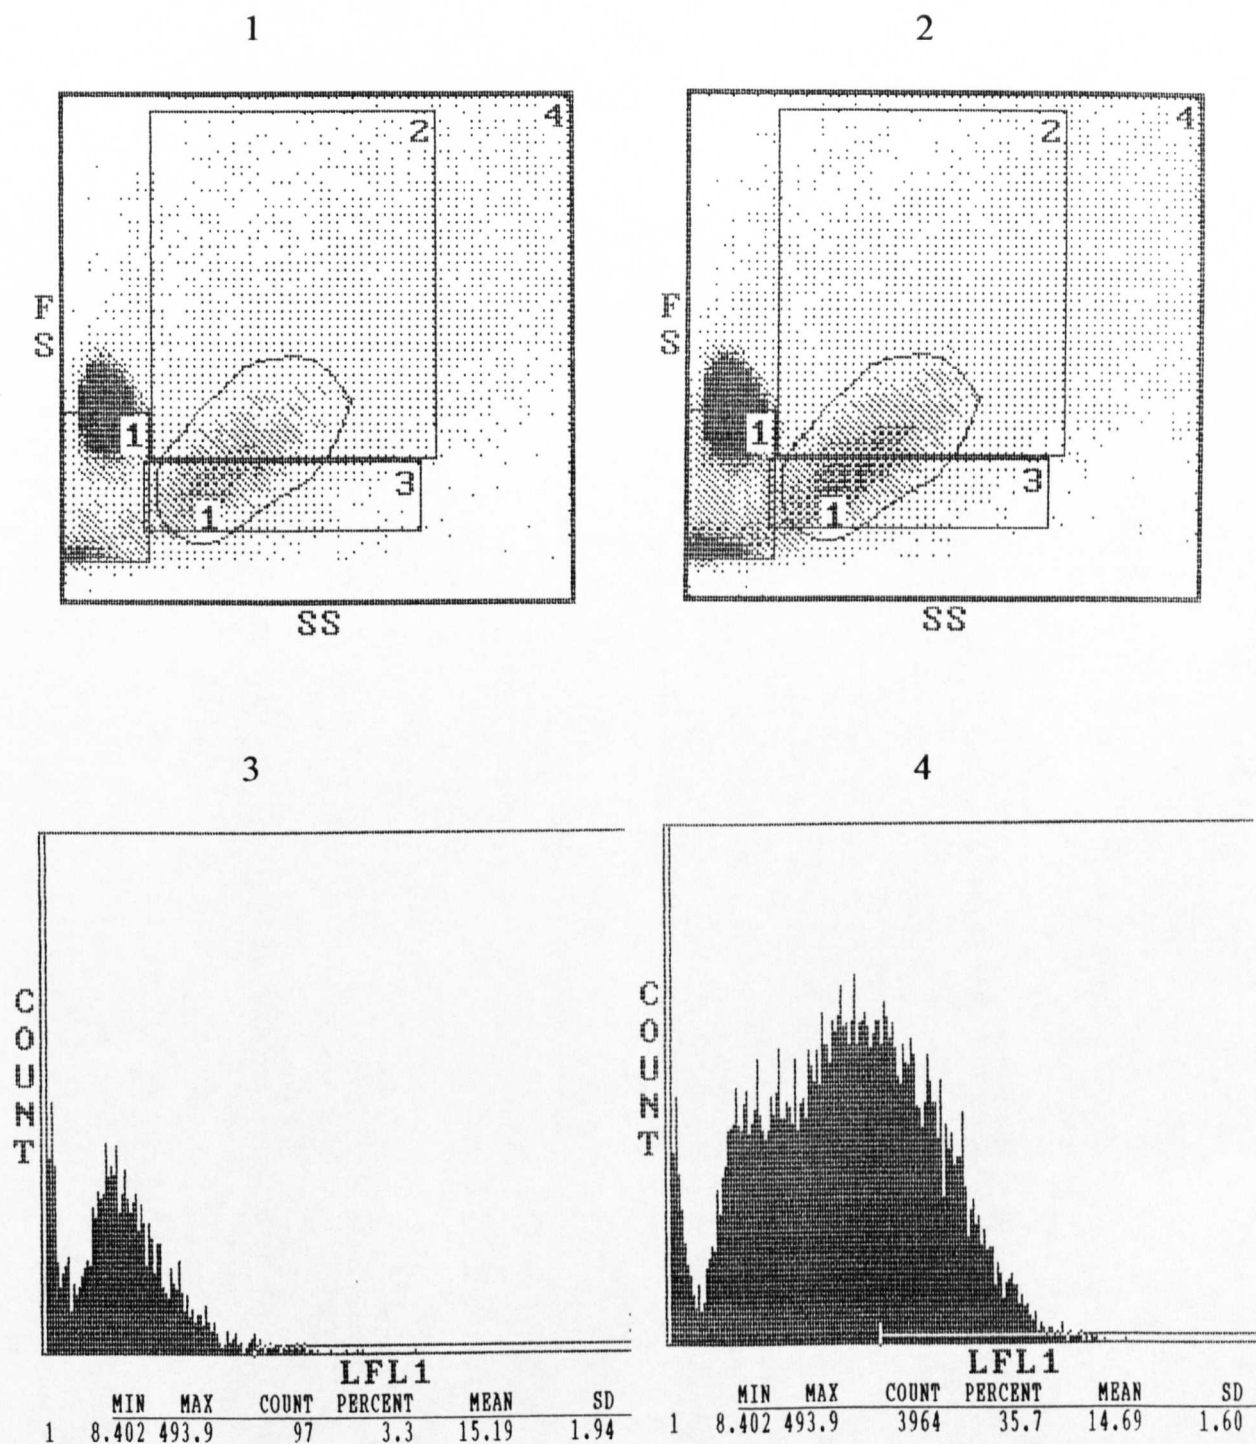 1 2
4 4
2 2
F S F S
1 1
3 3
1 1
SS SS
3 4
COUNT COUNT
LFL1 LFL1
MIN MAX COUNT PERCENT MEAN SD MIN MAX COUNT PERCENT MEAN SD
1 8.402 493.9 97 3.3 15.19 1.94 1 8.402 493.9 3964 35.7 14.69 1.60